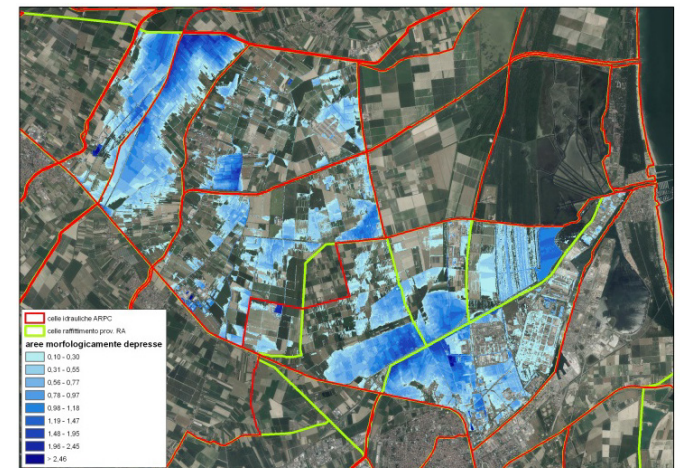 celle idrauliche ARPC
celle raffittimento prov. RA
aree morfologicamente depresse
0,10 - 0,30
0,31 - 0,55
0,56 - 0,77
0,78 - 0,97
0,98 - 1,18
1,19 - 1,47
1,48 - 1,95
1,96 - 2,45
> 2,46